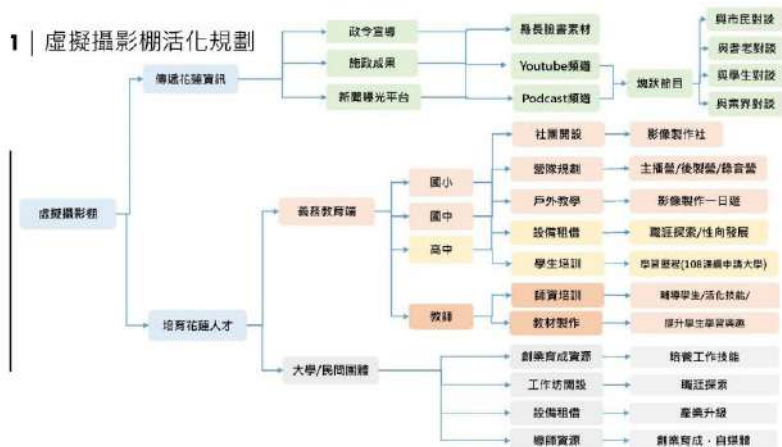 1｜虛擬攝影棚活化規劃
虛擬攝影棚
傳遞花蓮資訊
政令宣導
施政成果
新聞曝光平台
縣長臉書素材
Youtube頻道
Podcast頻道
塊狀節目
與市民對談
與耆老對談
與學生對談
與業界對談
培育花蓮人才
義務教育端
國小
國中
高中
教師
社團開設
影像製作社
營隊規劃
主播營/後製營/錄音營
戶外教學
影像製作一日遊
設備租借
職涯探索/性向發展
學生培訓
學習歷程(108課綱申請大學)
師資培訓
輔導學生/活化技能/
教材製作
提升學生學習興趣
大學/民間團體
創業育成資源
培養工作技能
工作坊開設
職涯探索
設備租借
產業升級
導師資源
創業育成．自媒體